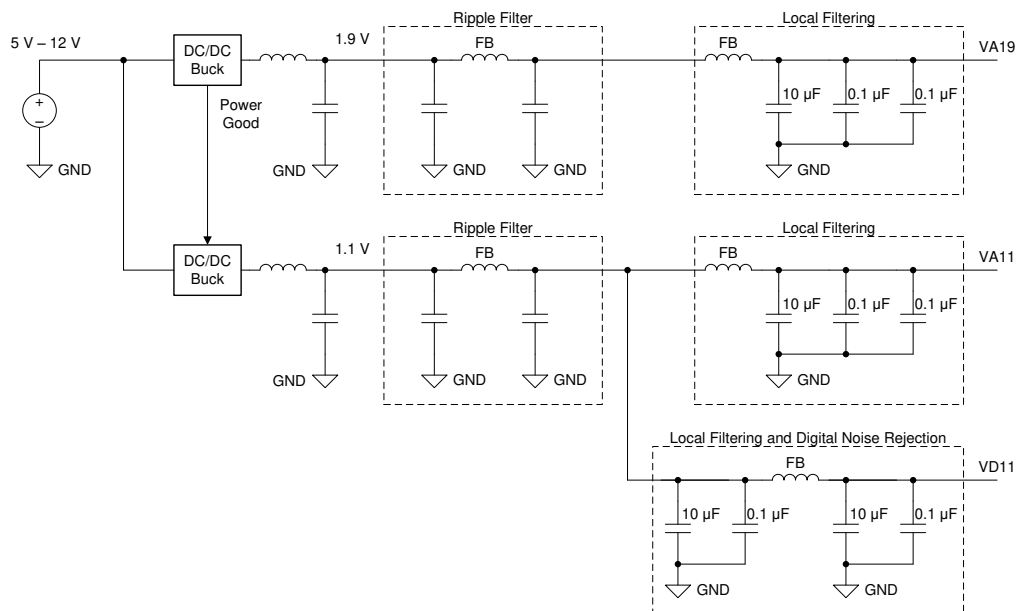 Ripple Filter
Local Filtering
5 V – 12 V
DC/DC
Buck
1.9 V
FB
FB
VA19
+
–
Power
Good
10 µF
0.1 µF
0.1 µF
GND
GND
GND
GND
Ripple Filter
Local Filtering
DC/DC
Buck
1.1 V
FB
FB
VA11
10 µF
0.1 µF
0.1 µF
GND
GND
GND
Local Filtering and Digital Noise Rejection
FB
VD11
10 µF
0.1 µF
10 µF
0.1 µF
GND
GND